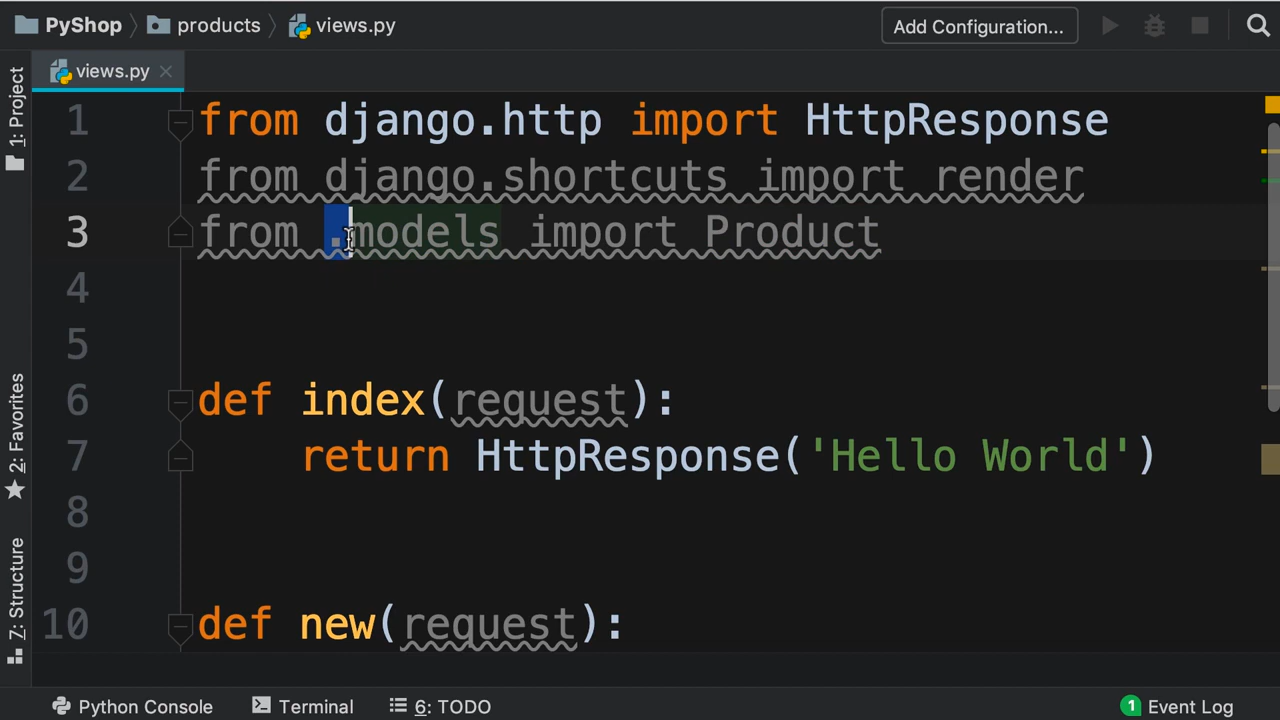 PyShop products views.py Add Configuration...
views.py
1: Project
2: Favorites
7: Structure
1 from django.http import HttpResponse
2 from django.shortcuts import render
3 from .models import Product
4
5
6 def index(request):
7     return HttpResponse('Hello World')
8
9
10 def new(request):
Python Console Terminal 6: TODO 1 Event Log